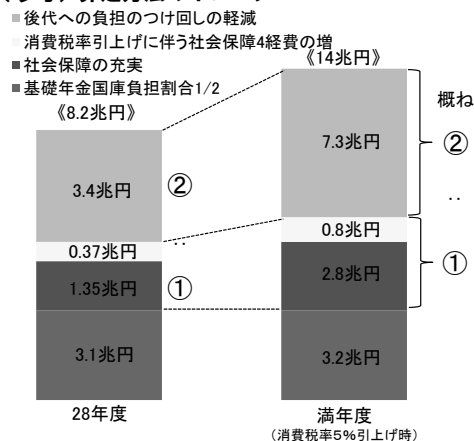 ■後代への負担のつけ回しの軽減
■消費税率引上げに伴う社会保障4経費の増
■社会保障の充実
■基礎年金国庫負担割合1/2
《8.2兆円》
《14兆円》
概ね
3.4兆円
②
7.3兆円
②
0.37兆円
：
0.8兆円
：
1.35兆円
①
2.8兆円
①
3.1兆円
3.2兆円
28年度
満年度
（消費税率5%引上げ時）